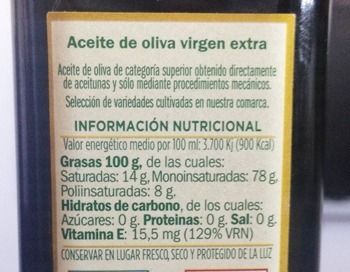 Aceite de oliva virgen extra
Aceite de oliva de categoría superior obtenido directamente
de aceitunas y sólo mediante procedimientos mecánicos.
Selección de variedades cultivadas en nuestra comarca.
INFORMACIÓN NUTRICIONAL
Valor energético medio por 100 ml: 3.700 Kj (900 Kcal)
Grasas 100 g, de las cuales:
Saturadas: 14 g, Monoinsaturadas: 78 g,
Poliinsaturadas: 8 g.
Hidratos de carbono, de los cuales:
Azúcares: 0 g. Proteinas: 0 g. Sal: 0 g.
Vitamina E: 15,5 mg (129% VRN)
CONSERVAR EN LUGAR FRESCO, SECO Y PROTEGIDO DE LA LUZ